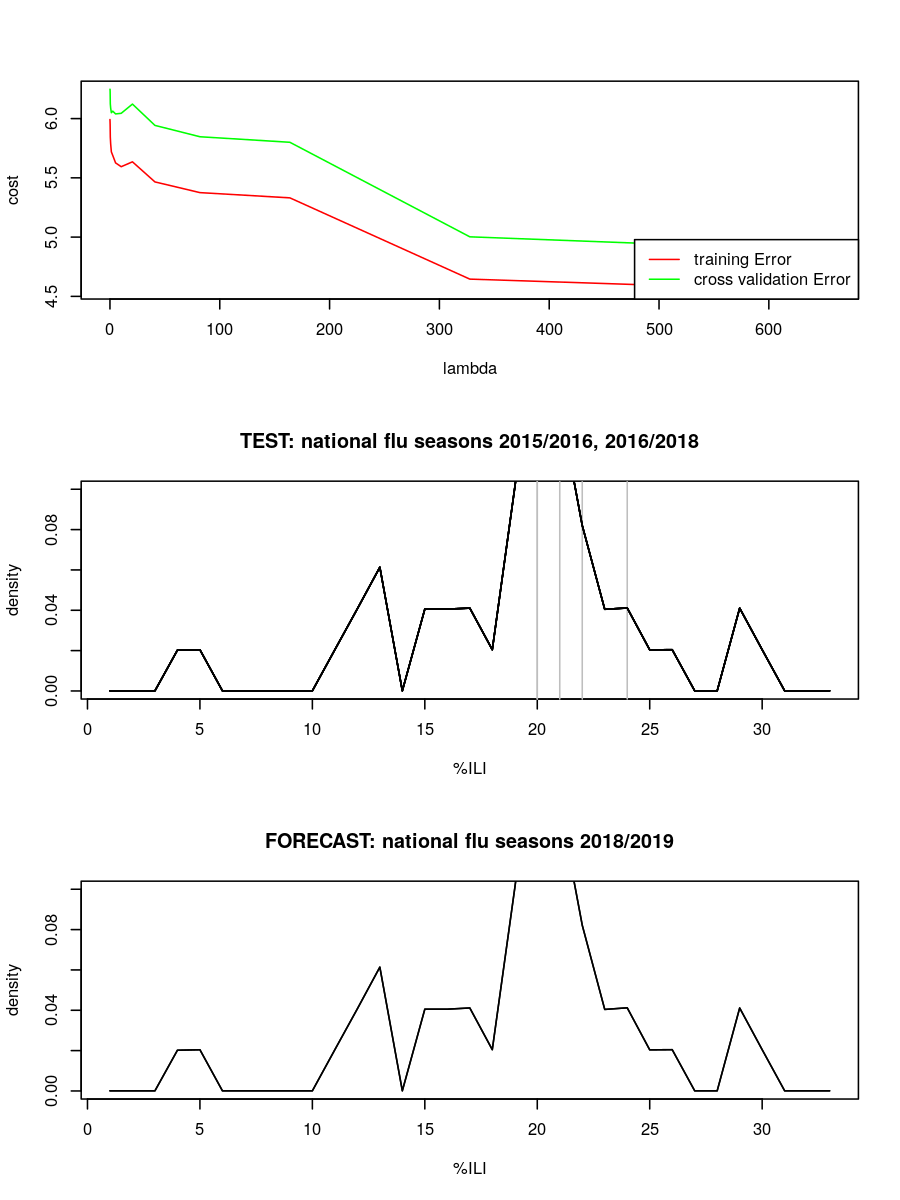 cost
6.0
5.5
5.0
4.5
training Error
cross validation Error
0 100 200 300 400 500 600
lambda
TEST: national flu seasons 2015/2016, 2016/2018
density
0.08
0.04
0.00
0 5 10 15 20 25 30
%ILI
FORECAST: national flu seasons 2018/2019
density
0.08
0.04
0.00
0 5 10 15 20 25 30
%ILI